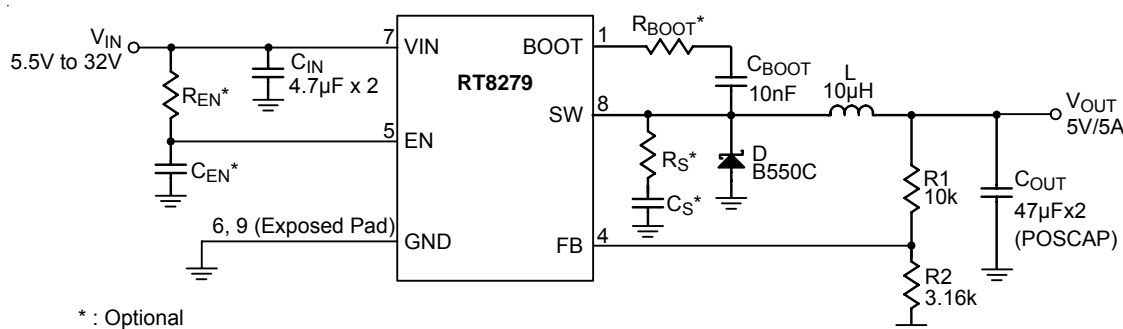 VIN
5.5V to 32V
REN*
CEN*
CIN
4.7µF x 2
7
VIN
5
EN
6, 9 (Exposed Pad)
GND
RT8279
BOOT
1
SW
8
FB
4
RBOOT*
CBOOT
10nF
RS*
CS*
D
B550C
L
10µH
R1
10k
R2
3.16k
COUT
47µFx2
(POSCAP)
VOUT
5V/5A
* : Optional